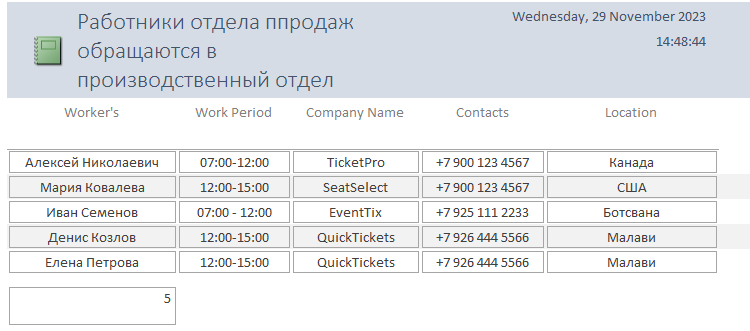 Работники отдела ппродаж
обращаются в
производственный отдел
Wednesday, 29 November 2023
14:48:44
Worker's Work Period Company Name Contacts Location
Алексей Николаевич 07:00-12:00 TicketPro +7 900 123 4567 Канада
Мария Ковалева 12:00-15:00 SeatSelect +7 900 123 4567 США
Иван Семенов 07:00 - 12:00 EventTix +7 925 111 2233 Ботсвана
Денис Козлов 12:00-15:00 QuickTickets +7 926 444 5566 Малави
Елена Петрова 12:00-15:00 QuickTickets +7 926 444 5566 Малави
5